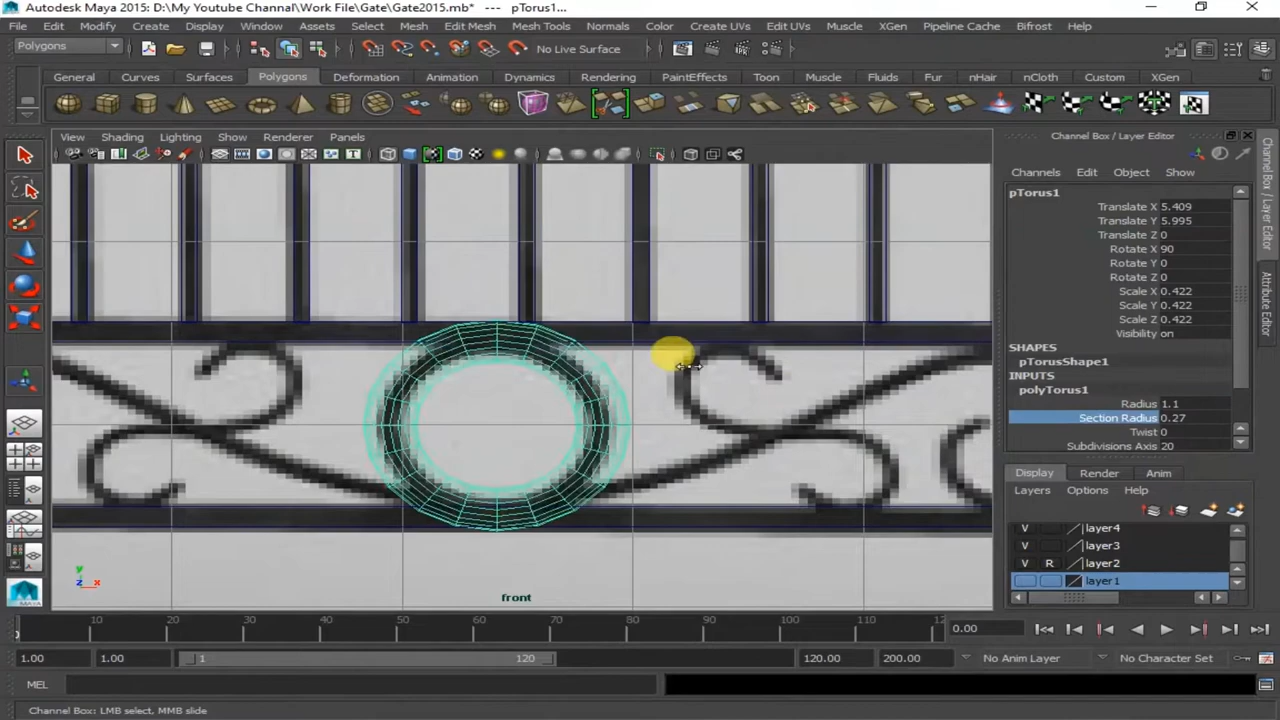 Autodesk Maya 2015: D:\My Youtube Channel\Work File\Gate\Gate2015.mb* --- pTorus1...
File Edit Modify Create Display Window Assets Select Mesh Edit Mesh Mesh Tools Normals Color Create UVs Edit UVs Muscle XGen Pipeline Cache Bifrost Help
Polygons No Live Surface
General Curves Surfaces Polygons Deformation Animation Dynamics Rendering PaintEffects Toon Muscle Fluids Fur nHair nCloth Custom XGen
View Shading Lighting Show Renderer Panels
Channel Box / Layer Editor
Channels Edit Object Show
pTorus1
Translate X 5.409
Translate Y 5.995
Translate Z 0
Rotate X 90
Rotate Y 0
Rotate Z 0
Scale X 0.422
Scale Y 0.422
Scale Z 0.422
Visibility on
SHAPES
pTorusShape1
INPUTS
polyTorus1
Radius 1.1
Section Radius 0.27
Twist 0
Subdivisions Axis 20
Display Render Anim
Layers Options Help
V layer4
V layer3
V R layer2
layer1
Channel Box / Layer Editor
Attribute Editor
y
z x
front
10 20 30 40 50 60 70 80 90 100 110 12
0.00
1.00 1.00 1 120 120.00 200.00 No Anim Layer No Character Set
MEL
Channel Box: LMB select, MMB slide